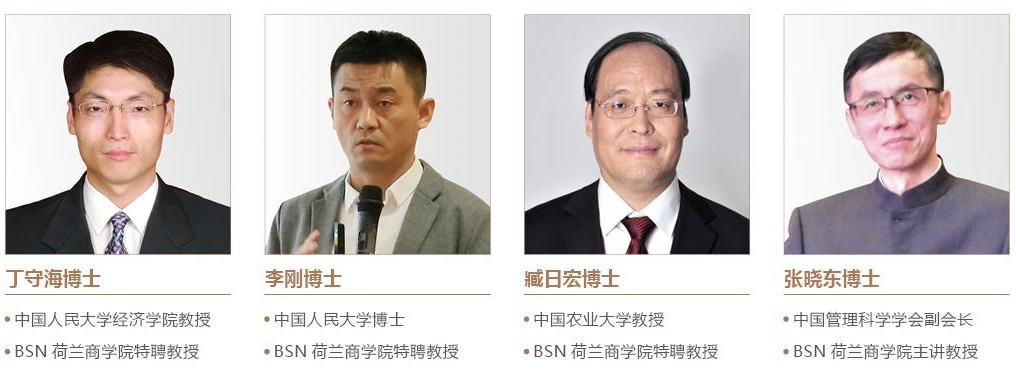 丁守海博士
中国人民大学经济学院教授
BSN 荷兰商学院特聘教授
李刚博士
中国人民大学博士
BSN 荷兰商学院特聘教授
臧日宏博士
中国农业大学教授
BSN 荷兰商学院特聘教授
张晓东博士
中国管理科学学会副会长
BSN 荷兰商学院主讲教授